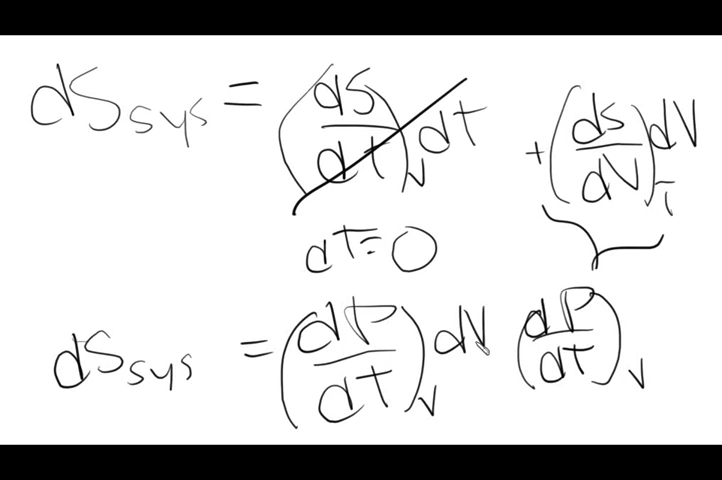 dS_sys = (ds/dt)_V dt + (ds/dV)_T dV
dT = 0
dS_sys = (dP/dt)_V dV (dP/dt)_V